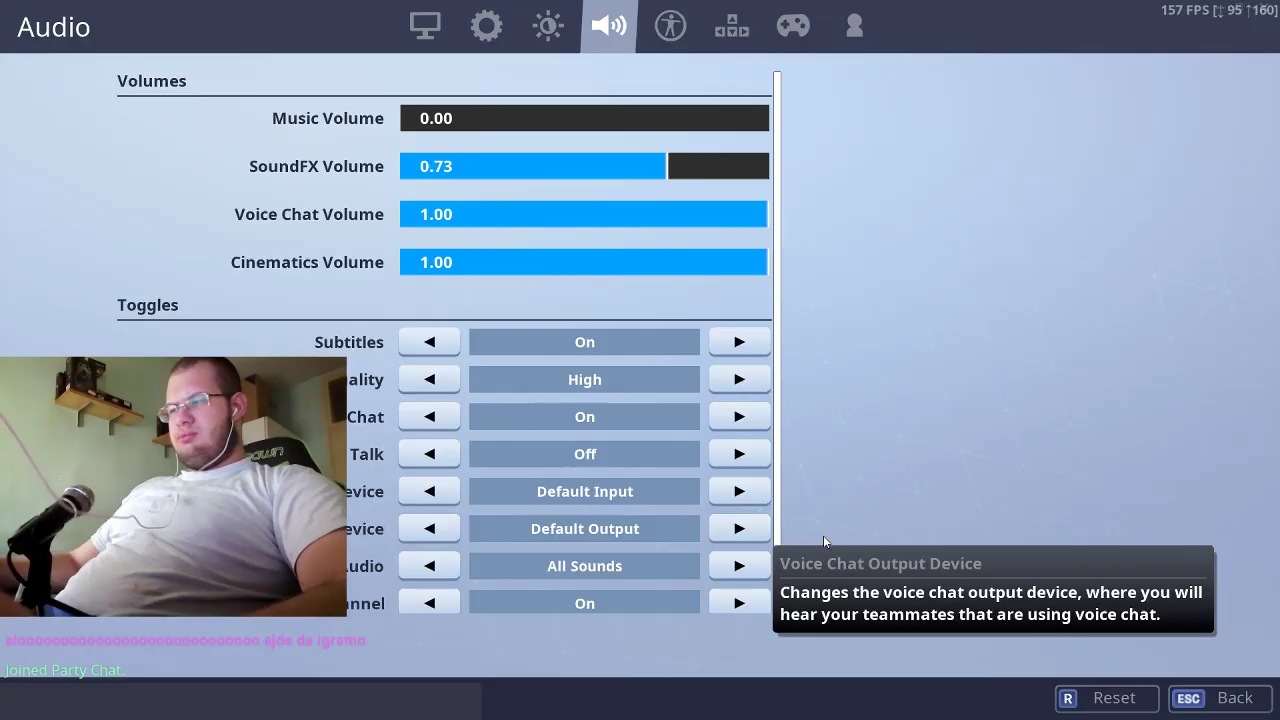 Audio
157 FPS [↓ 95 ↑ 160]
Volumes
Music Volume 0.00
SoundFX Volume 0.73
Voice Chat Volume 1.00
Cinematics Volume 1.00
Toggles
Subtitles On
ality High
Chat On
Talk Off
evice Default Input
evice Default Output
udio All Sounds
nnel On
Voice Chat Output Device
Changes the voice chat output device, where you will
hear your teammates that are using voice chat.
ajde da igramo
Joined Party Chat.
R Reset ESC Back